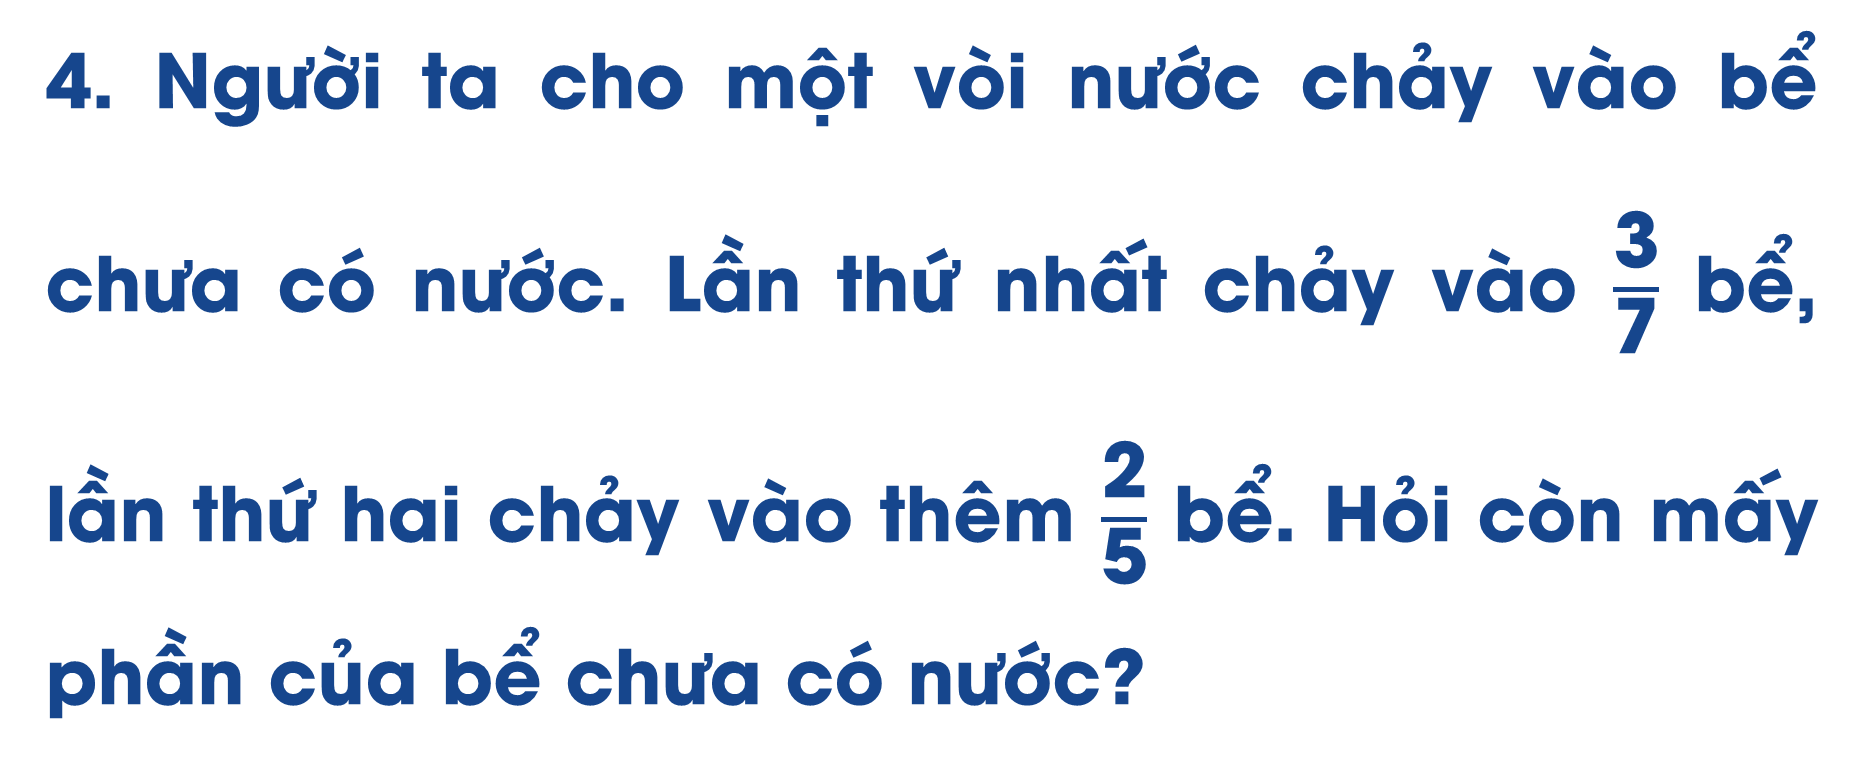 4. Người ta cho một vòi nước chảy vào bể
chưa có nước. Lần thứ nhất chảy vào 3/7 bể,
lần thứ hai chảy vào thêm 2/5 bể. Hỏi còn mấy
phần của bể chưa có nước?